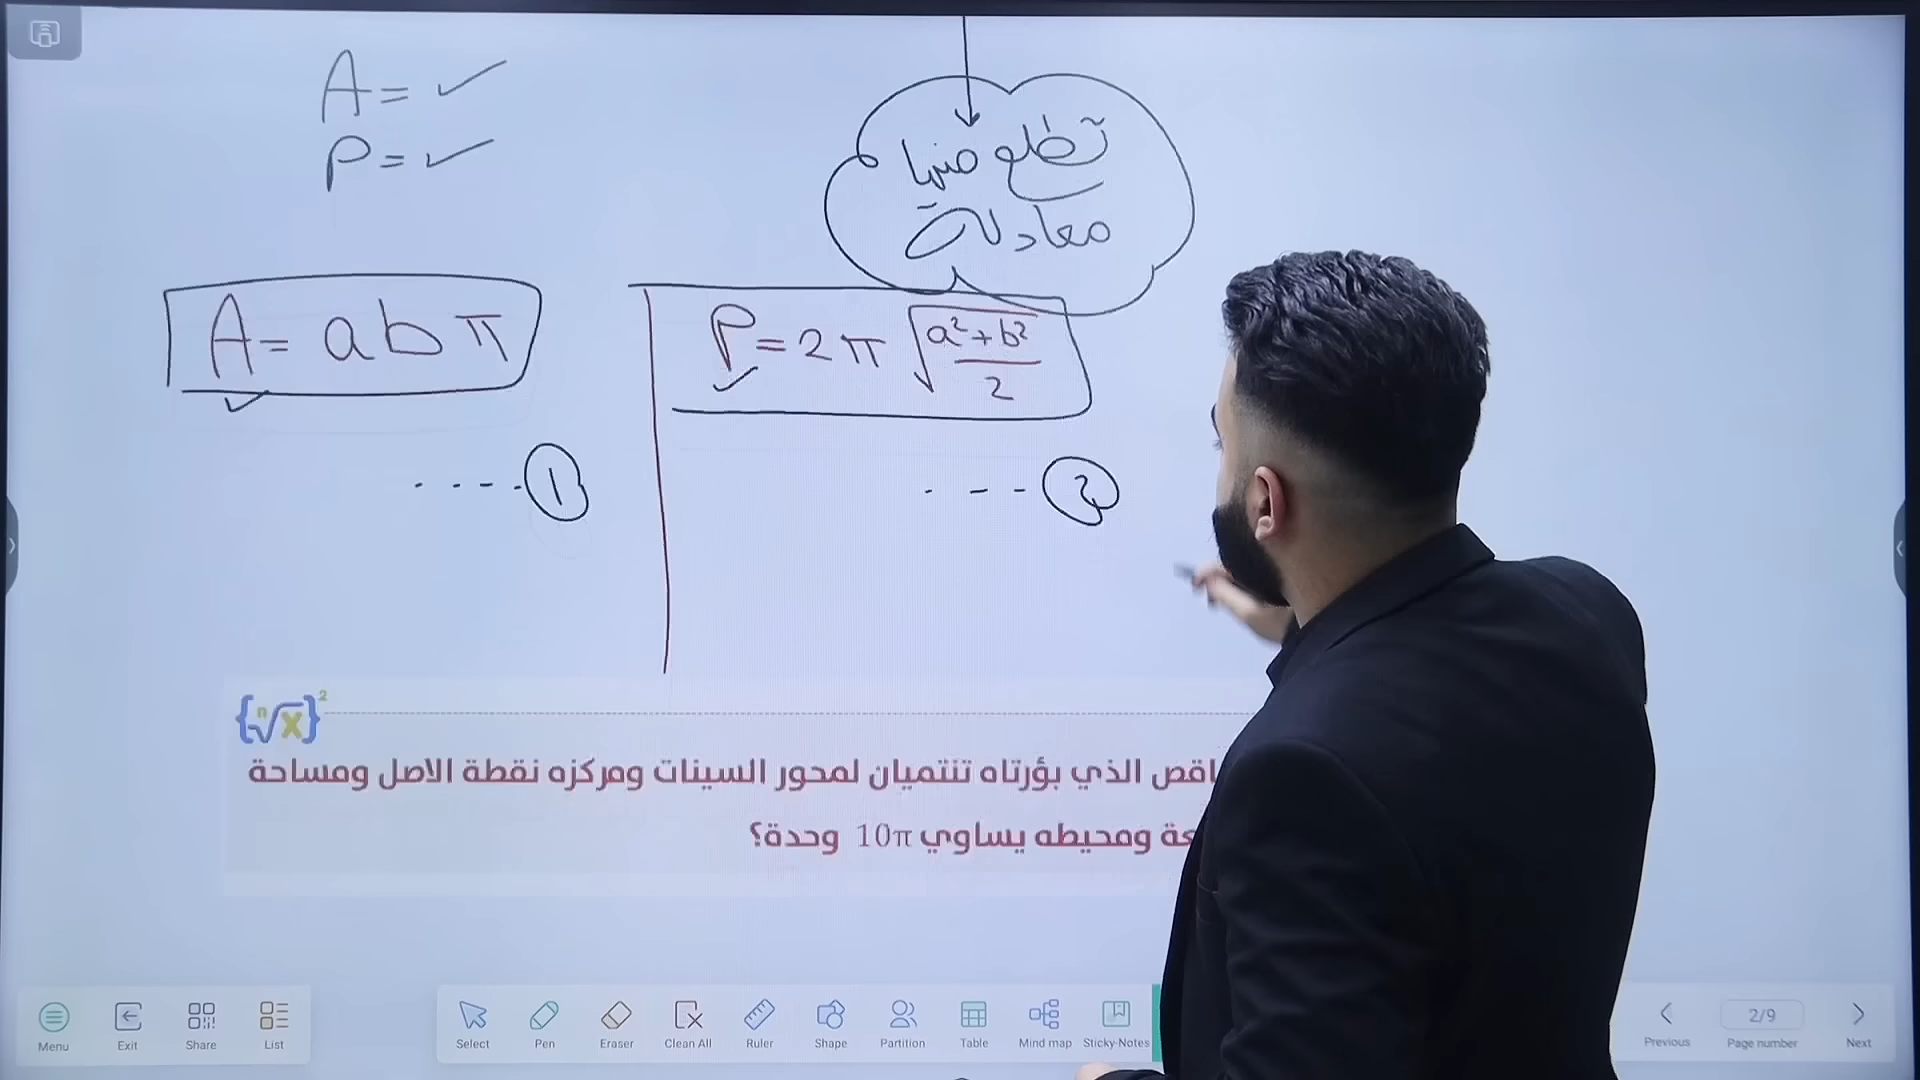 A = ✓
P = ✓
تطلع منها
معادلة
A = abπ
P = 2π √(a²+b²/2)
✓
✓
. - - - ①
. - - - ②
{ⁿ√x}²
اقص الذي بؤرتاه تنتميان لمحور السينات ومركزه نقطة الاصل ومساحة
عة ومحيطه يساوي 10π وحدة؟
Menu Exit Share List Select Pen Eraser Clean All Ruler Shape Partition Table Mind map Sticky-Notes 2/9 Previous Page number Next